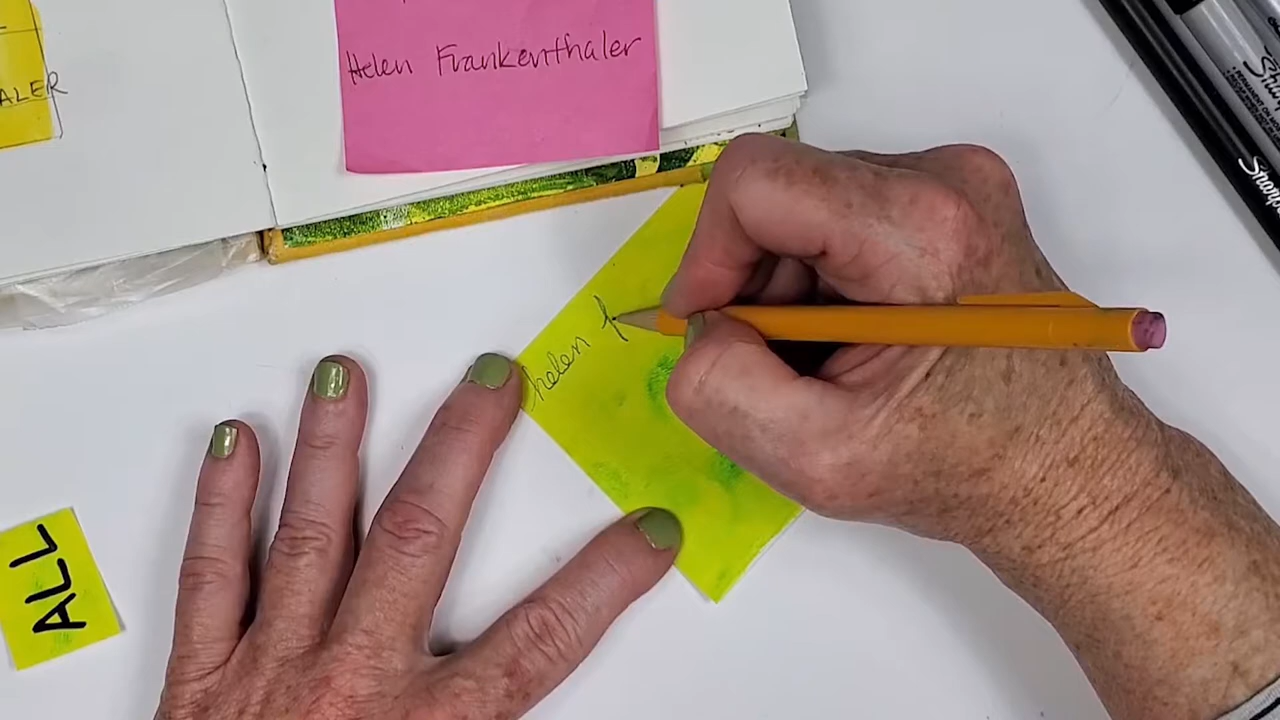 ALER
Helen Frankenthaler
helen f
ALL
Sharpie